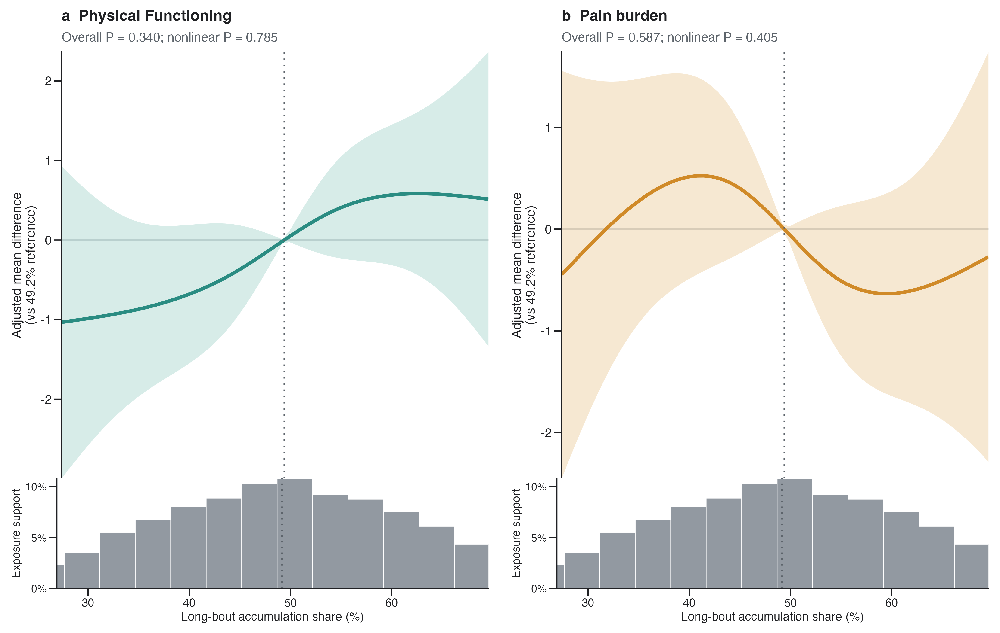 a Physical Functioning
Overall P = 0.340; nonlinear P = 0.785
Adjusted mean difference
(vs 49.2% reference)
2
1
0
-1
-2
Exposure support
10%
5%
0%
30 40 50 60
Long-bout accumulation share (%)
b Pain burden
Overall P = 0.587; nonlinear P = 0.405
Adjusted mean difference
(vs 49.2% reference)
1
0
-1
-2
Exposure support
10%
5%
0%
30 40 50 60
Long-bout accumulation share (%)